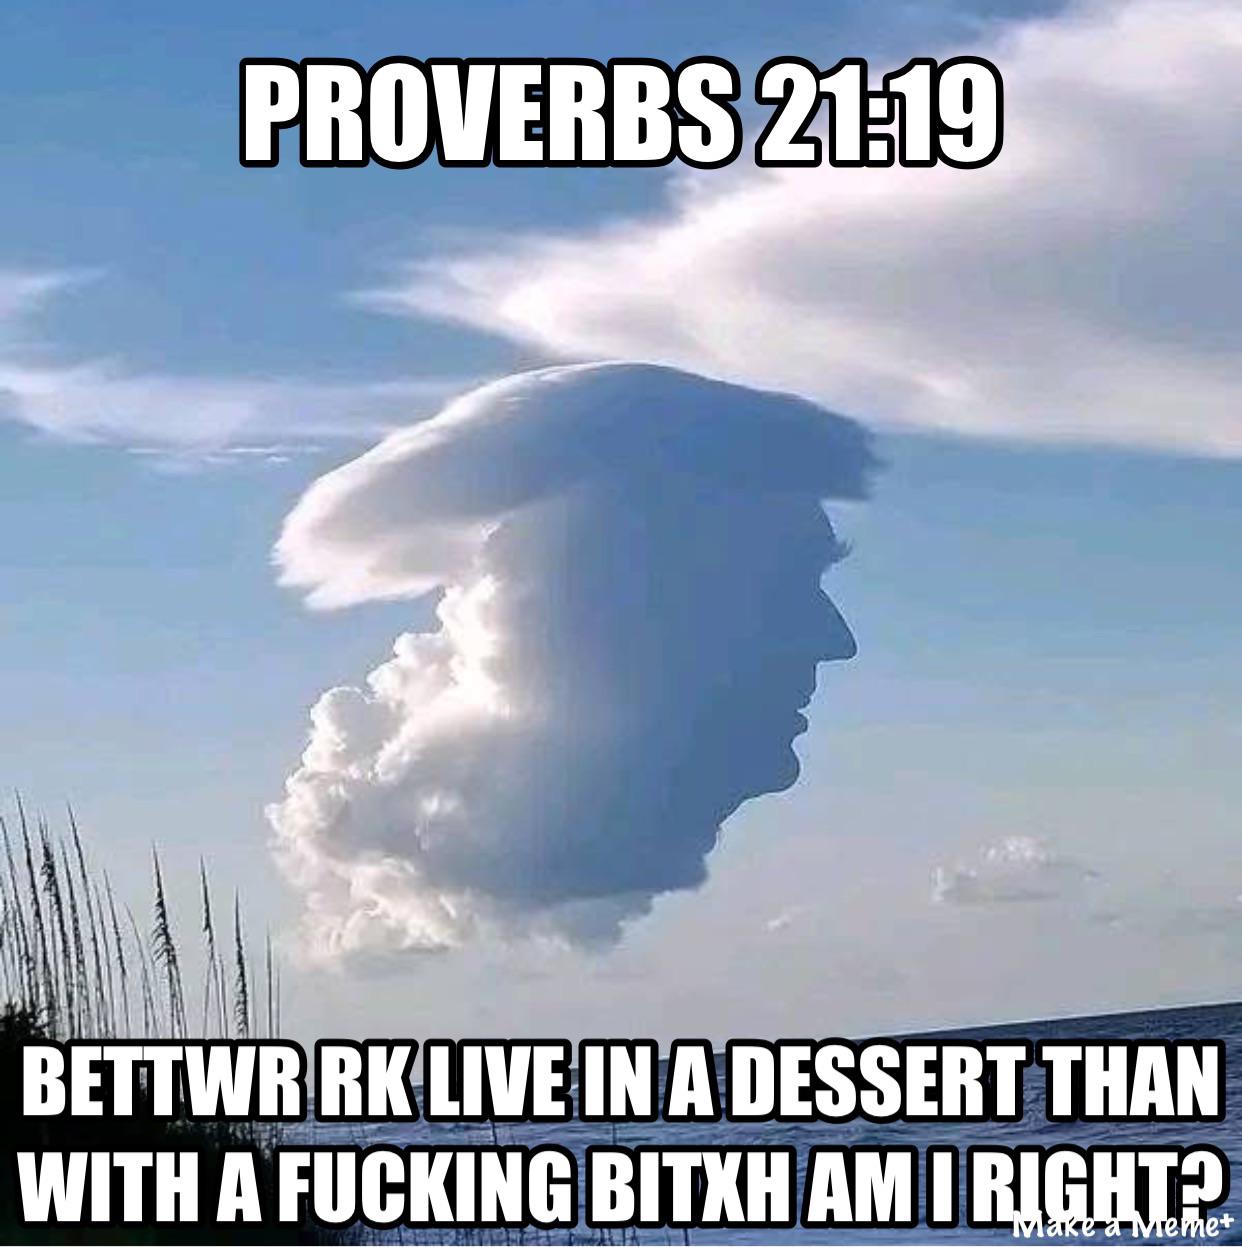 PROVERBS 21:19
BETTWR RK LIVE IN A DESSERT THAN
WITH A FUCKING BITXH AM I RIGHT?
Make a Meme+